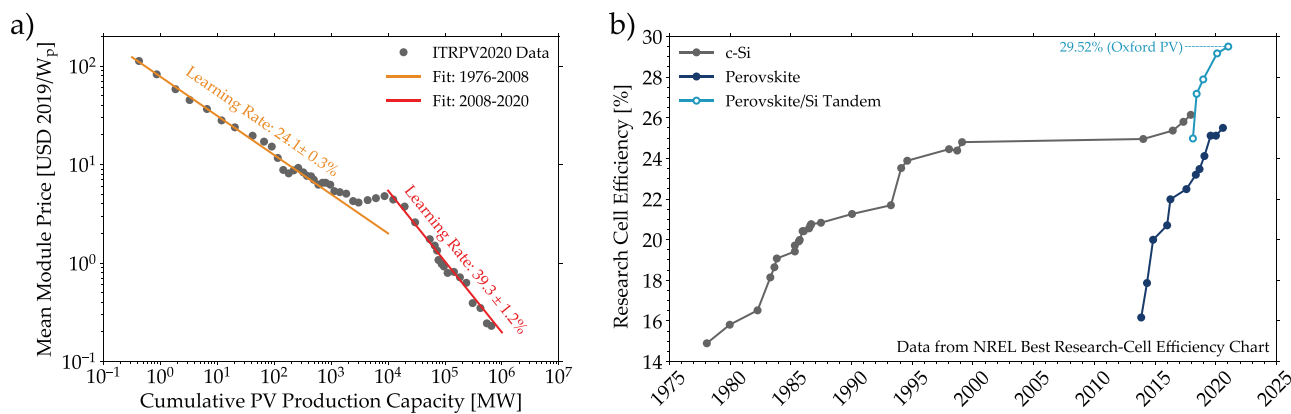 a)
Mean Module Price [USD 2019/Wp]
10²
10¹
10⁰
10⁻¹
10⁻¹ 10⁰ 10¹ 10² 10³ 10⁴ 10⁵ 10⁶ 10⁷
Cumulative PV Production Capacity [MW]
ITRPV2020 Data
Fit: 1976-2008
Fit: 2008-2020
Learning Rate: 24.1± 0.3%
Learning Rate: 39.3 ± 1.2%
b)
Research Cell Efficiency [%]
30
28
26
24
22
20
18
16
14
1975 1980 1985 1990 1995 2000 2005 2010 2015 2020 2025
c-Si
Perovskite
Perovskite/Si Tandem
29.52% (Oxford PV)
Data from NREL Best Research-Cell Efficiency Chart